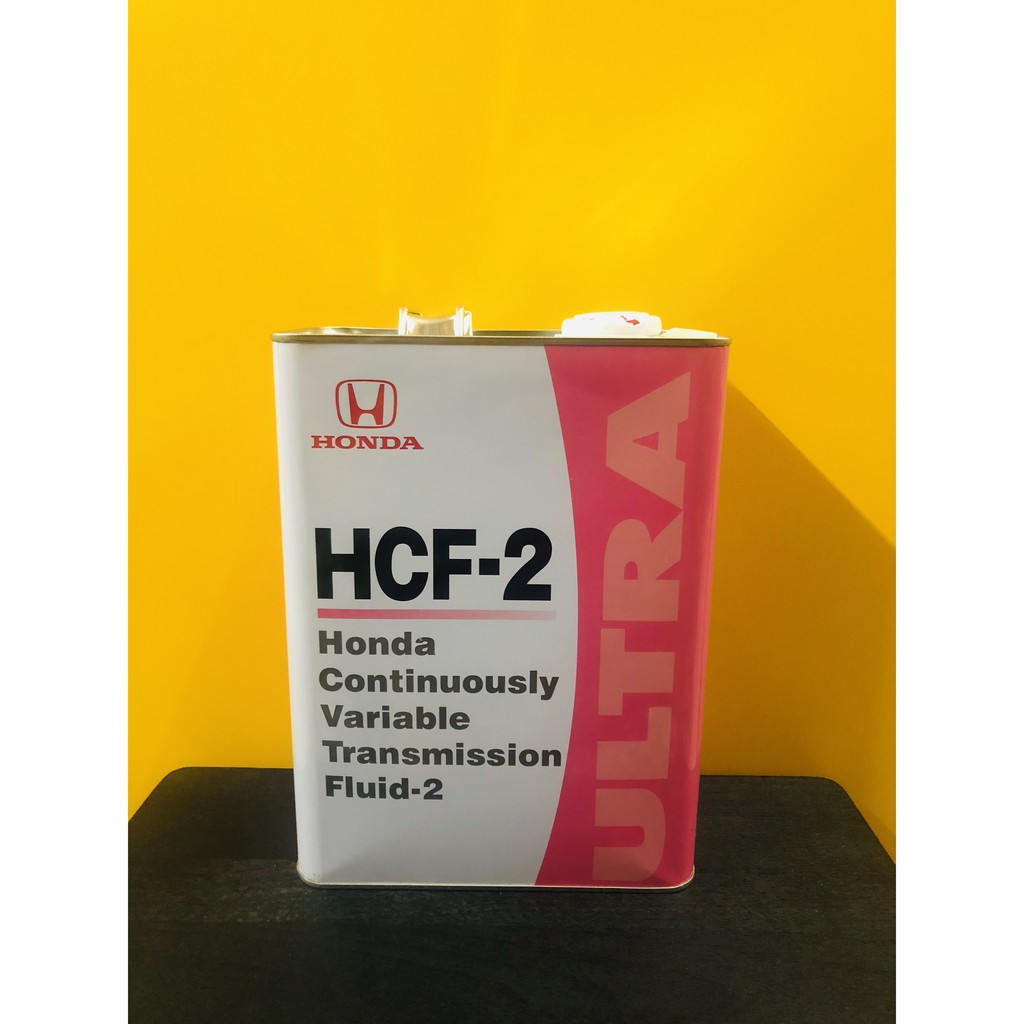 HONDA
HCF-2
Honda
Continuously
Variable
Transmission
Fluid-2
ULTRA